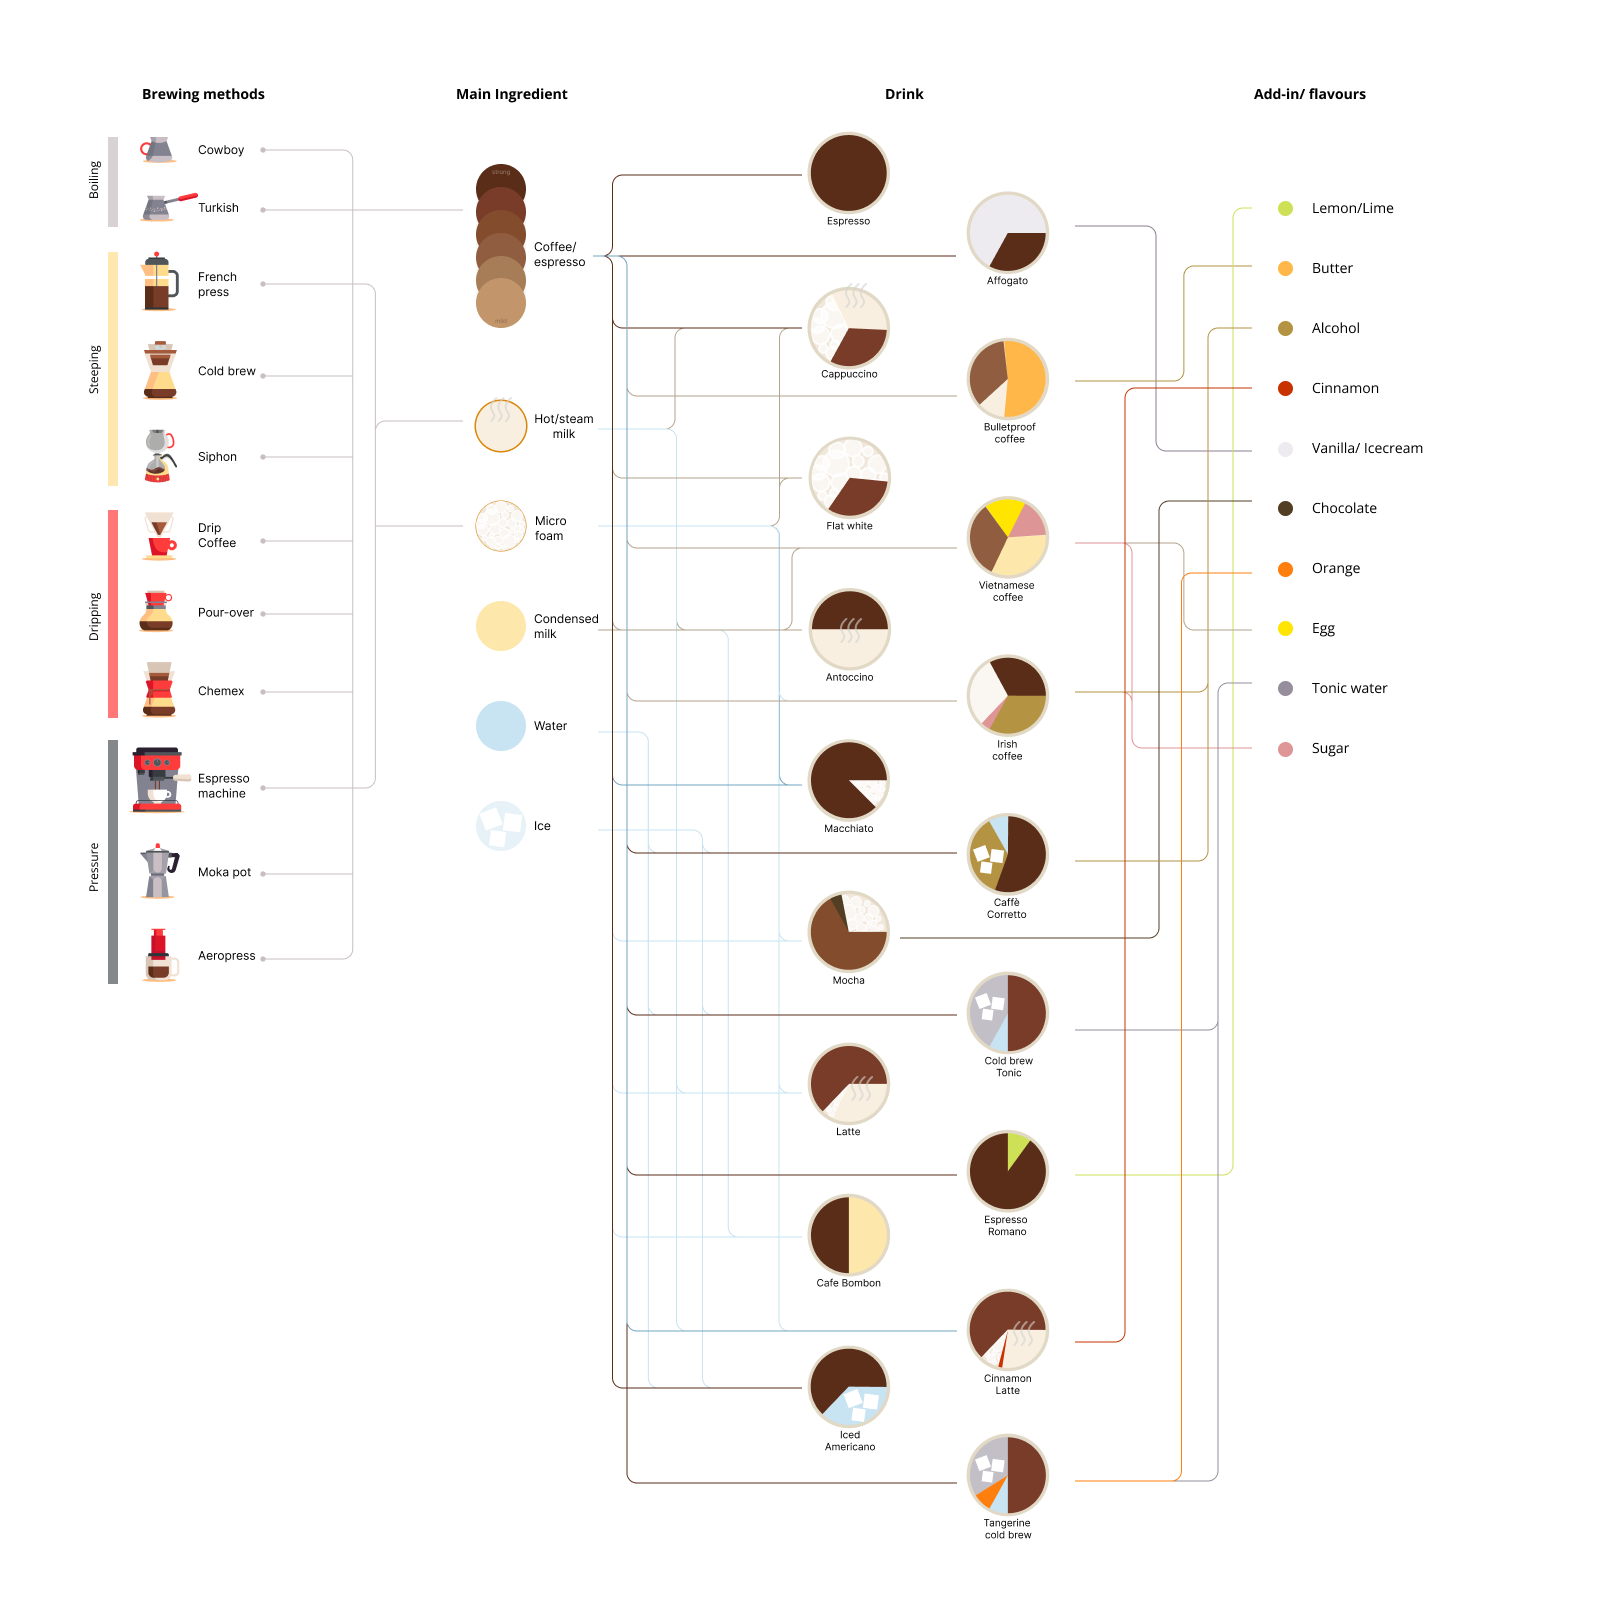 Brewing methods
Main Ingredient
Drink
Add-in/ flavours
Boiling
Cowboy
Turkish
Steeping
French
press
Cold brew
Siphon
Dripping
Drip
Coffee
Pour-over
Chemex
Pressure
Espresso
machine
Moka pot
Aeropress
strong
Coffee/
espresso
mild
Hot/steam
milk
Micro
foam
Condensed
milk
Water
Ice
Espresso
Cappuccino
Flat white
Antoccino
Macchiato
Mocha
Latte
Cafe Bombon
Iced
Americano
Affogato
Bulletproof
coffee
Vietnamese
coffee
Irish
coffee
Caffè
Corretto
Cold brew
Tonic
Espresso
Romano
Cinnamon
Latte
Tangerine
cold brew
Lemon/Lime
Butter
Alcohol
Cinnamon
Vanilla/ Icecream
Chocolate
Orange
Egg
Tonic water
Sugar